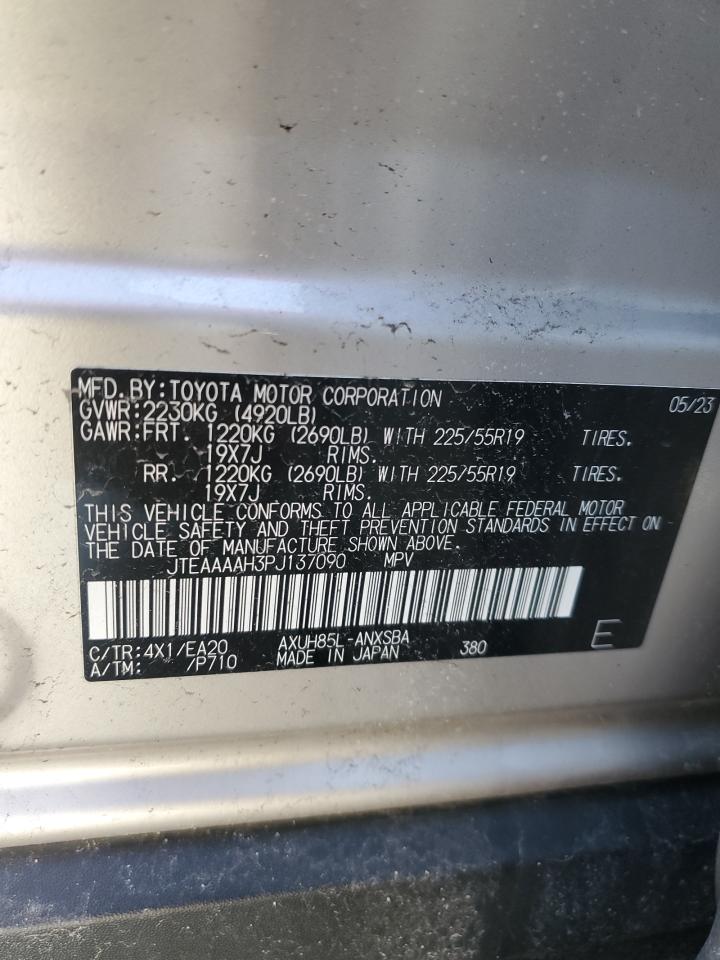 MFD.BY:TOYOTA MOTOR CORPORATION 05/23
GVWR:2230KG (4920LB)
GAWR:FRT. 1220KG (2690LB) WITH 225/55R19 TIRES.
19X7J RIMS.
RR. 1220KG (2690LB) WITH 225/55R19 TIRES.
19X7J RIMS.
THIS VEHICLE CONFORMS TO ALL APPLICABLE FEDERAL MOTOR
VEHICLE SAFETY AND THEFT PREVENTION STANDARDS IN EFFECT ON
THE DATE OF MANUFACTURE SHOWN ABOVE.
JTEAAAAH3PJ137090 MPV
C/TR:4X1/EA20 AXUH85L-ANXSBA
A/TM: /P710 MADE IN JAPAN 380 E